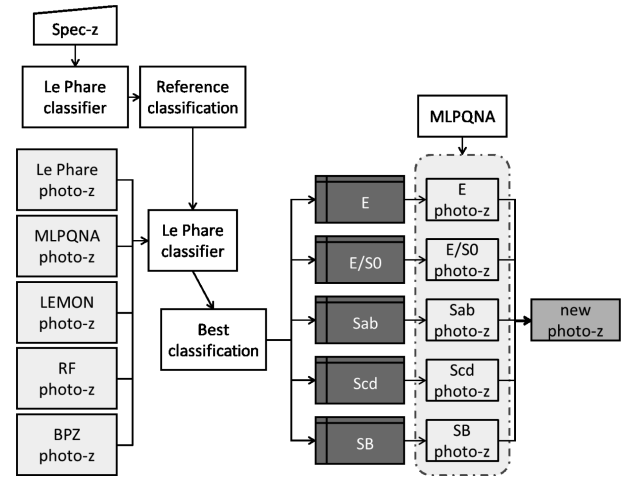 Spec-z
Le Phare
classifier
Reference
classification
MLPQNA
Le Phare
photo-z
MLPQNA
photo-z
LEMON
photo-z
RF
photo-z
BPZ
photo-z
Le Phare
classifier
Best
classification
E
E/S0
Sab
Scd
SB
E
photo-z
E/S0
photo-z
Sab
photo-z
Scd
photo-z
SB
photo-z
new
photo-z